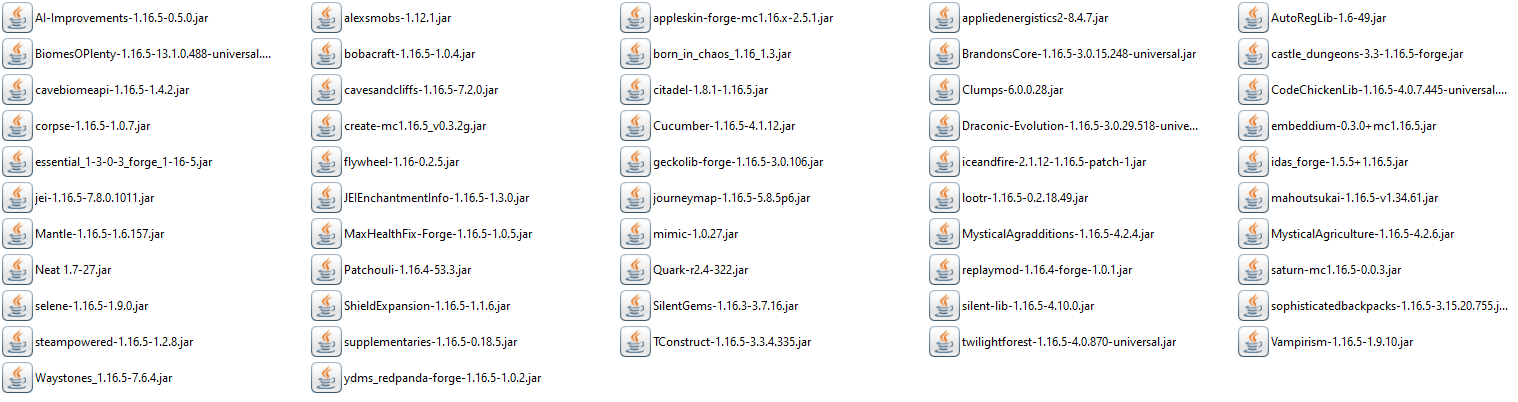 AI-Improvements-1.16.5-0.5.0.jar
alexsmobs-1.12.1.jar
appleskin-forge-mc1.16.x-2.5.1.jar
appliedenergistics2-8.4.7.jar
AutoRegLib-1.6-49.jar
BiomesOPlenty-1.16.5-13.1.0.488-universal....
bobacraft-1.16.5-1.0.4.jar
born_in_chaos_1.16_1.3.jar
BrandonsCore-1.16.5-3.0.15.248-universal.jar
castle_dungeons-3.3-1.16.5-forge.jar
cavebiomeapi-1.16.5-1.4.2.jar
cavesandcliffs-1.16.5-7.2.0.jar
citadel-1.8.1-1.16.5.jar
Clumps-6.0.0.28.jar
CodeChickenLib-1.16.5-4.0.7.445-universal....
corpse-1.16.5-1.0.7.jar
create-mc1.16.5_v0.3.2g.jar
Cucumber-1.16.5-4.1.12.jar
Draconic-Evolution-1.16.5-3.0.29.518-unive...
embeddium-0.3.0+mc1.16.5.jar
essential_1-3-0-3_forge_1-16-5.jar
flywheel-1.16-0.2.5.jar
geckolib-forge-1.16.5-3.0.106.jar
iceandfire-2.1.12-1.16.5-patch-1.jar
idas_forge-1.5.5+1.16.5.jar
jei-1.16.5-7.8.0.1011.jar
JEIEnchantmentInfo-1.16.5-1.3.0.jar
journeymap-1.16.5-5.8.5p6.jar
lootr-1.16.5-0.2.18.49.jar
mahoutsukai-1.16.5-v1.34.61.jar
Mantle-1.16.5-1.6.157.jar
MaxHealthFix-Forge-1.16.5-1.0.5.jar
mimic-1.0.27.jar
MysticalAgradditions-1.16.5-4.2.4.jar
MysticalAgriculture-1.16.5-4.2.6.jar
Neat 1.7-27.jar
Patchouli-1.16.4-53.3.jar
Quark-r2.4-322.jar
replaymod-1.16.4-forge-1.0.1.jar
saturn-mc1.16.5-0.0.3.jar
selene-1.16.5-1.9.0.jar
ShieldExpansion-1.16.5-1.1.6.jar
SilentGems-1.16.3-3.7.16.jar
silent-lib-1.16.5-4.10.0.jar
sophisticatedbackpacks-1.16.5-3.15.20.755.j...
steampowered-1.16.5-1.2.8.jar
supplementaries-1.16.5-0.18.5.jar
TConstruct-1.16.5-3.3.4.335.jar
twilightforest-1.16.5-4.0.870-universal.jar
Vampirism-1.16.5-1.9.10.jar
Waystones_1.16.5-7.6.4.jar
ydms_redpanda-forge-1.16.5-1.0.2.jar